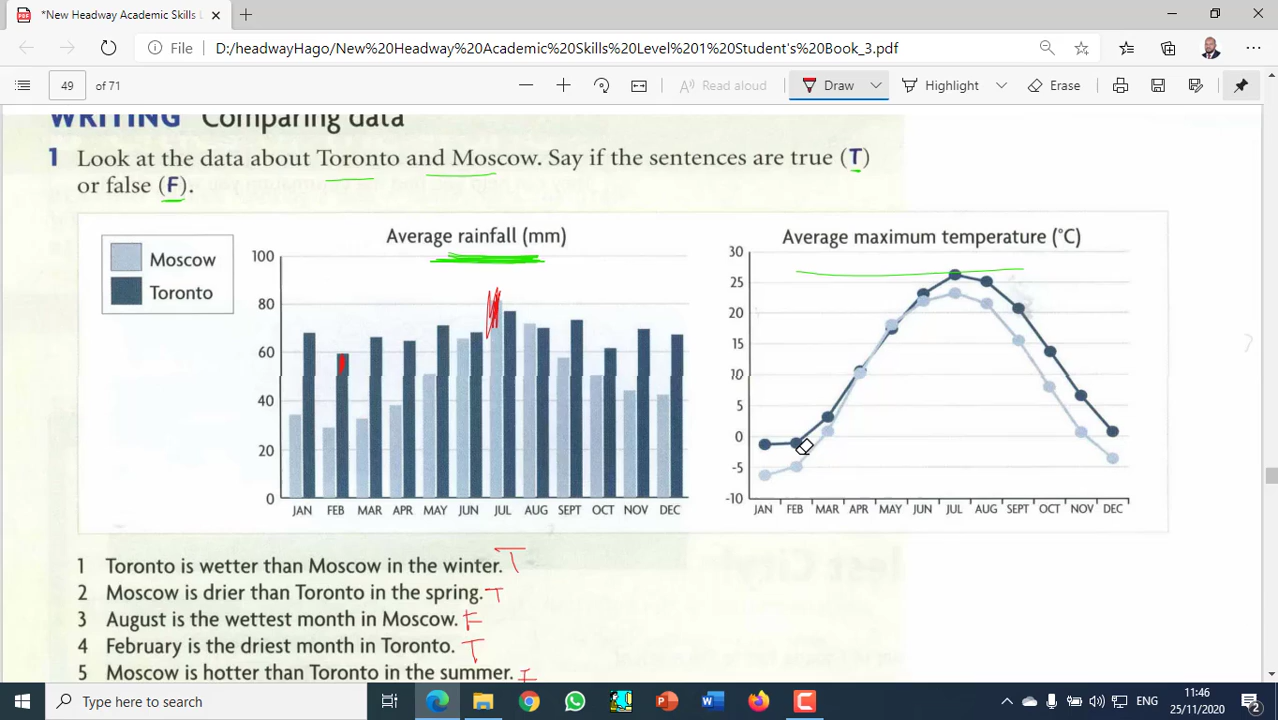 *New Headway Academic Skills
File D:/headwayHago/New%20Headway%20Academic%20Skills%20Level%201%20Student's%20Book_3.pdf
49 of 71 Read aloud Draw Highlight Erase
WRITING Comparing data
1 Look at the data about Toronto and Moscow. Say if the sentences are true (T)
or false (F).
Moscow
Toronto
Average rainfall (mm)
100
80
60
40
20
0
JAN FEB MAR APR MAY JUN JUL AUG SEPT OCT NOV DEC
Average maximum temperature (°C)
30
25
20
15
10
5
0
-5
-10
JAN FEB MAR APR MAY JUN JUL AUG SEPT OCT NOV DEC
1 Toronto is wetter than Moscow in the winter. T
2 Moscow is drier than Toronto in the spring. T
3 August is the wettest month in Moscow. F
4 February is the driest month in Toronto. T
5 Moscow is hotter than Toronto in the summer.
Type here to search
ENG
11:46
25/11/2020
2